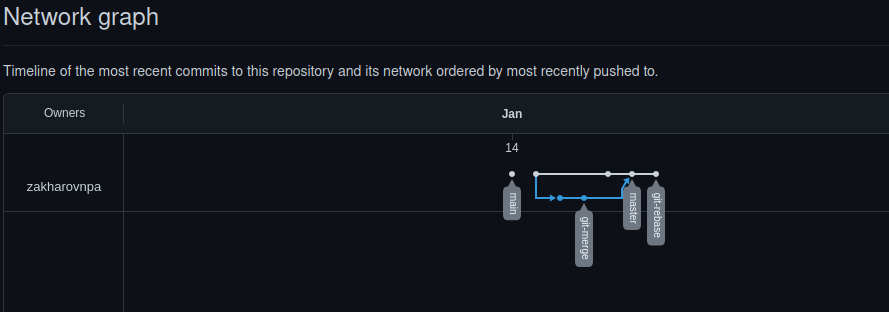 Network graph
Timeline of the most recent commits to this repository and its network ordered by most recently pushed to.
Owners
Jan
14
zakharovnpa
main
git-merge
master
git-rebase